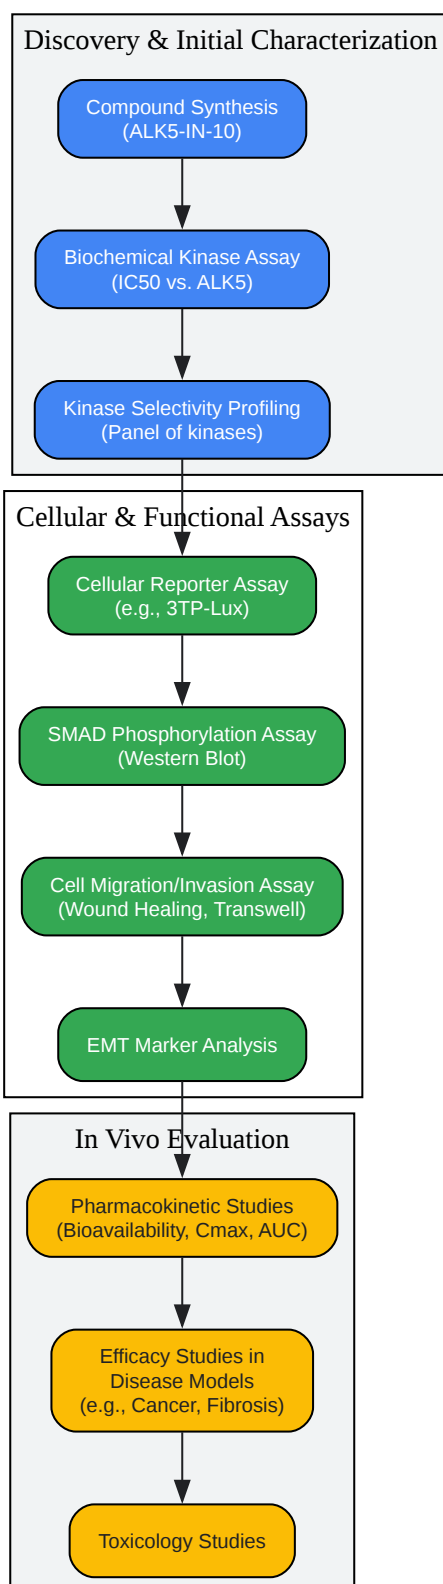 Discovery & Initial Characterization
Compound Synthesis
(ALK5-IN-10)
Biochemical Kinase Assay
(IC50 vs. ALK5)
Kinase Selectivity Profiling
(Panel of kinases)
Cellular & Functional Assays
Cellular Reporter Assay
(e.g., 3TP-Lux)
SMAD Phosphorylation Assay
(Western Blot)
Cell Migration/Invasion Assay
(Wound Healing, Transwell)
EMT Marker Analysis
In Vivo Evaluation
Pharmacokinetic Studies
(Bioavailability, Cmax, AUC)
Efficacy Studies in
Disease Models
(e.g., Cancer, Fibrosis)
Toxicology Studies